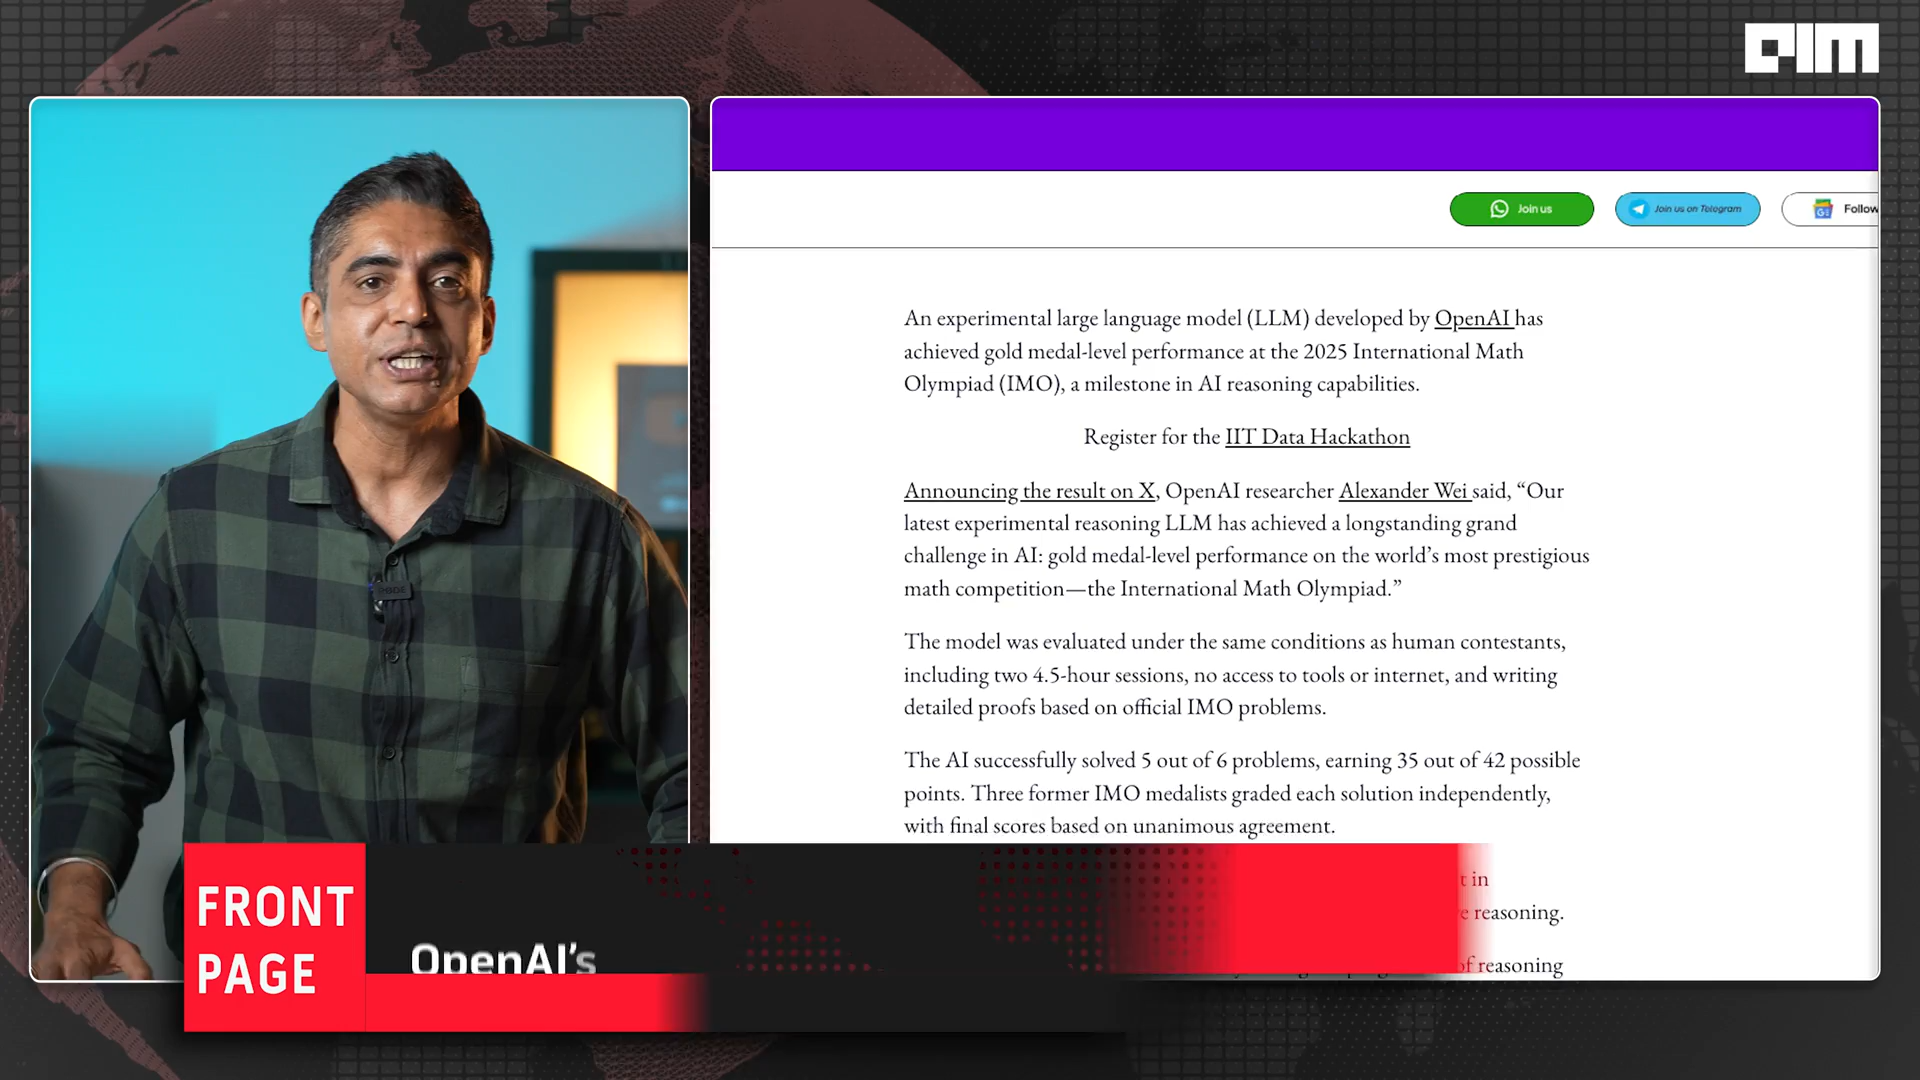 aim
Join us
Join us on Telegram
Follow
An experimental large language model (LLM) developed by OpenAI has
achieved gold medal-level performance at the 2025 International Math
Olympiad (IMO), a milestone in AI reasoning capabilities.
Register for the IIT Data Hackathon
Announcing the result on X, OpenAI researcher Alexander Wei said, “Our
latest experimental reasoning LLM has achieved a longstanding grand
challenge in AI: gold medal-level performance on the world’s most prestigious
math competition—the International Math Olympiad.”
The model was evaluated under the same conditions as human contestants,
including two 4.5-hour sessions, no access to tools or internet, and writing
detailed proofs based on official IMO problems.
The AI successfully solved 5 out of 6 problems, earning 35 out of 42 possible
points. Three former IMO medalists graded each solution independently,
with final scores based on unanimous agreement.
in
reasoning.
of reasoning
RODE
FRONT
PAGE
OpenAI’s